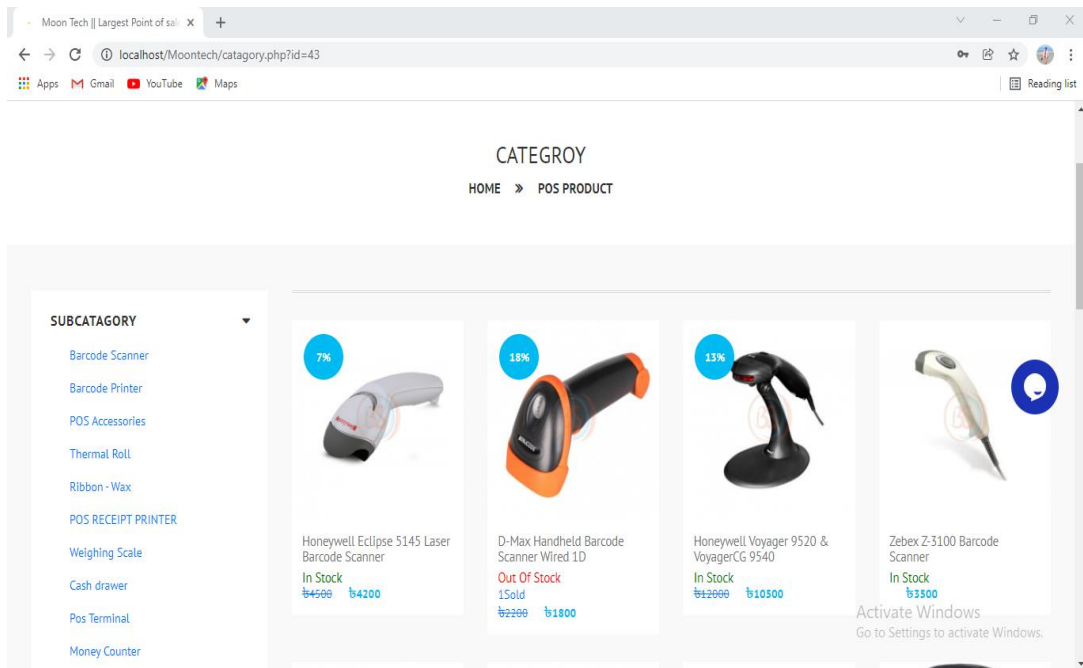 Moon Tech || Largest Point of sal
localhost/Moontech/catagory.php?id=43
Apps Gmail YouTube Maps Reading list
CATEGROY
HOME » POS PRODUCT
SUBCATAGORY
Barcode Scanner
Barcode Printer
POS Accessories
Thermal Roll
Ribbon - Wax
POS RECEIPT PRINTER
Weighing Scale
Cash drawer
Pos Terminal
Money Counter
7%
Honeywell Eclipse 5145 Laser
Barcode Scanner
In Stock
৳4500 ৳4200
18%
D-Max Handheld Barcode
Scanner Wired 1D
Out Of Stock
1Sold
৳2200 ৳1800
13%
Honeywell Voyager 9520 &
VoyagerCG 9540
In Stock
৳12000 ৳10500
Zebex Z-3100 Barcode
Scanner
In Stock
৳3500
Activate Windows
Go to Settings to activate Windows.